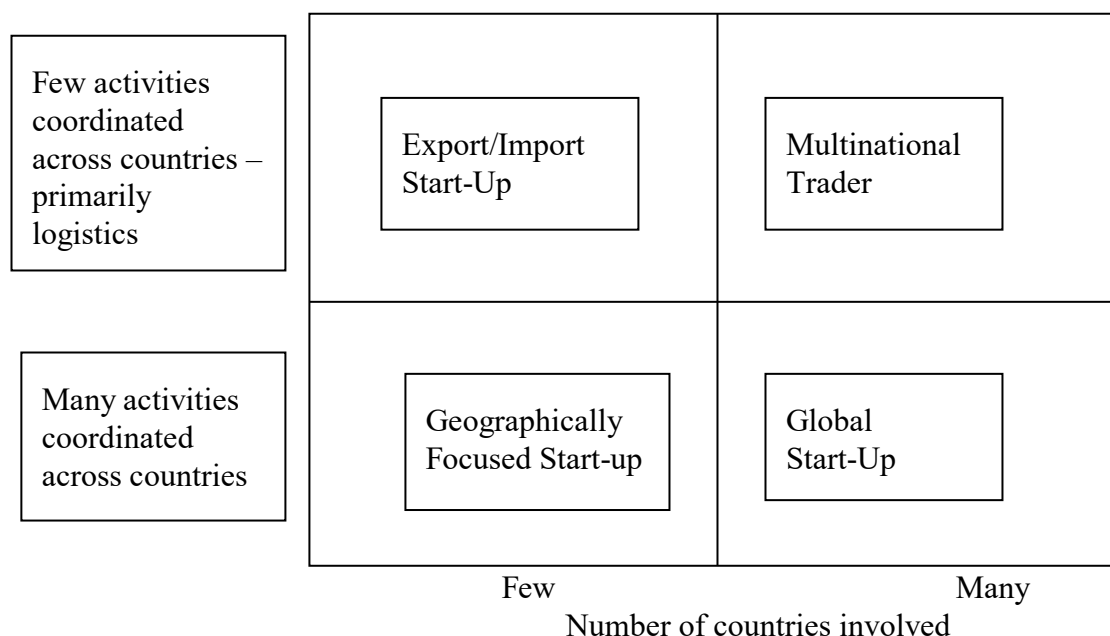 Few activities
coordinated
across countries –
primarily
logistics
Export/Import
Start-Up
Multinational
Trader
Many activities
coordinated
across countries
Geographically
Focused Start-up
Global
Start-Up
Few
Many
Number of countries involved